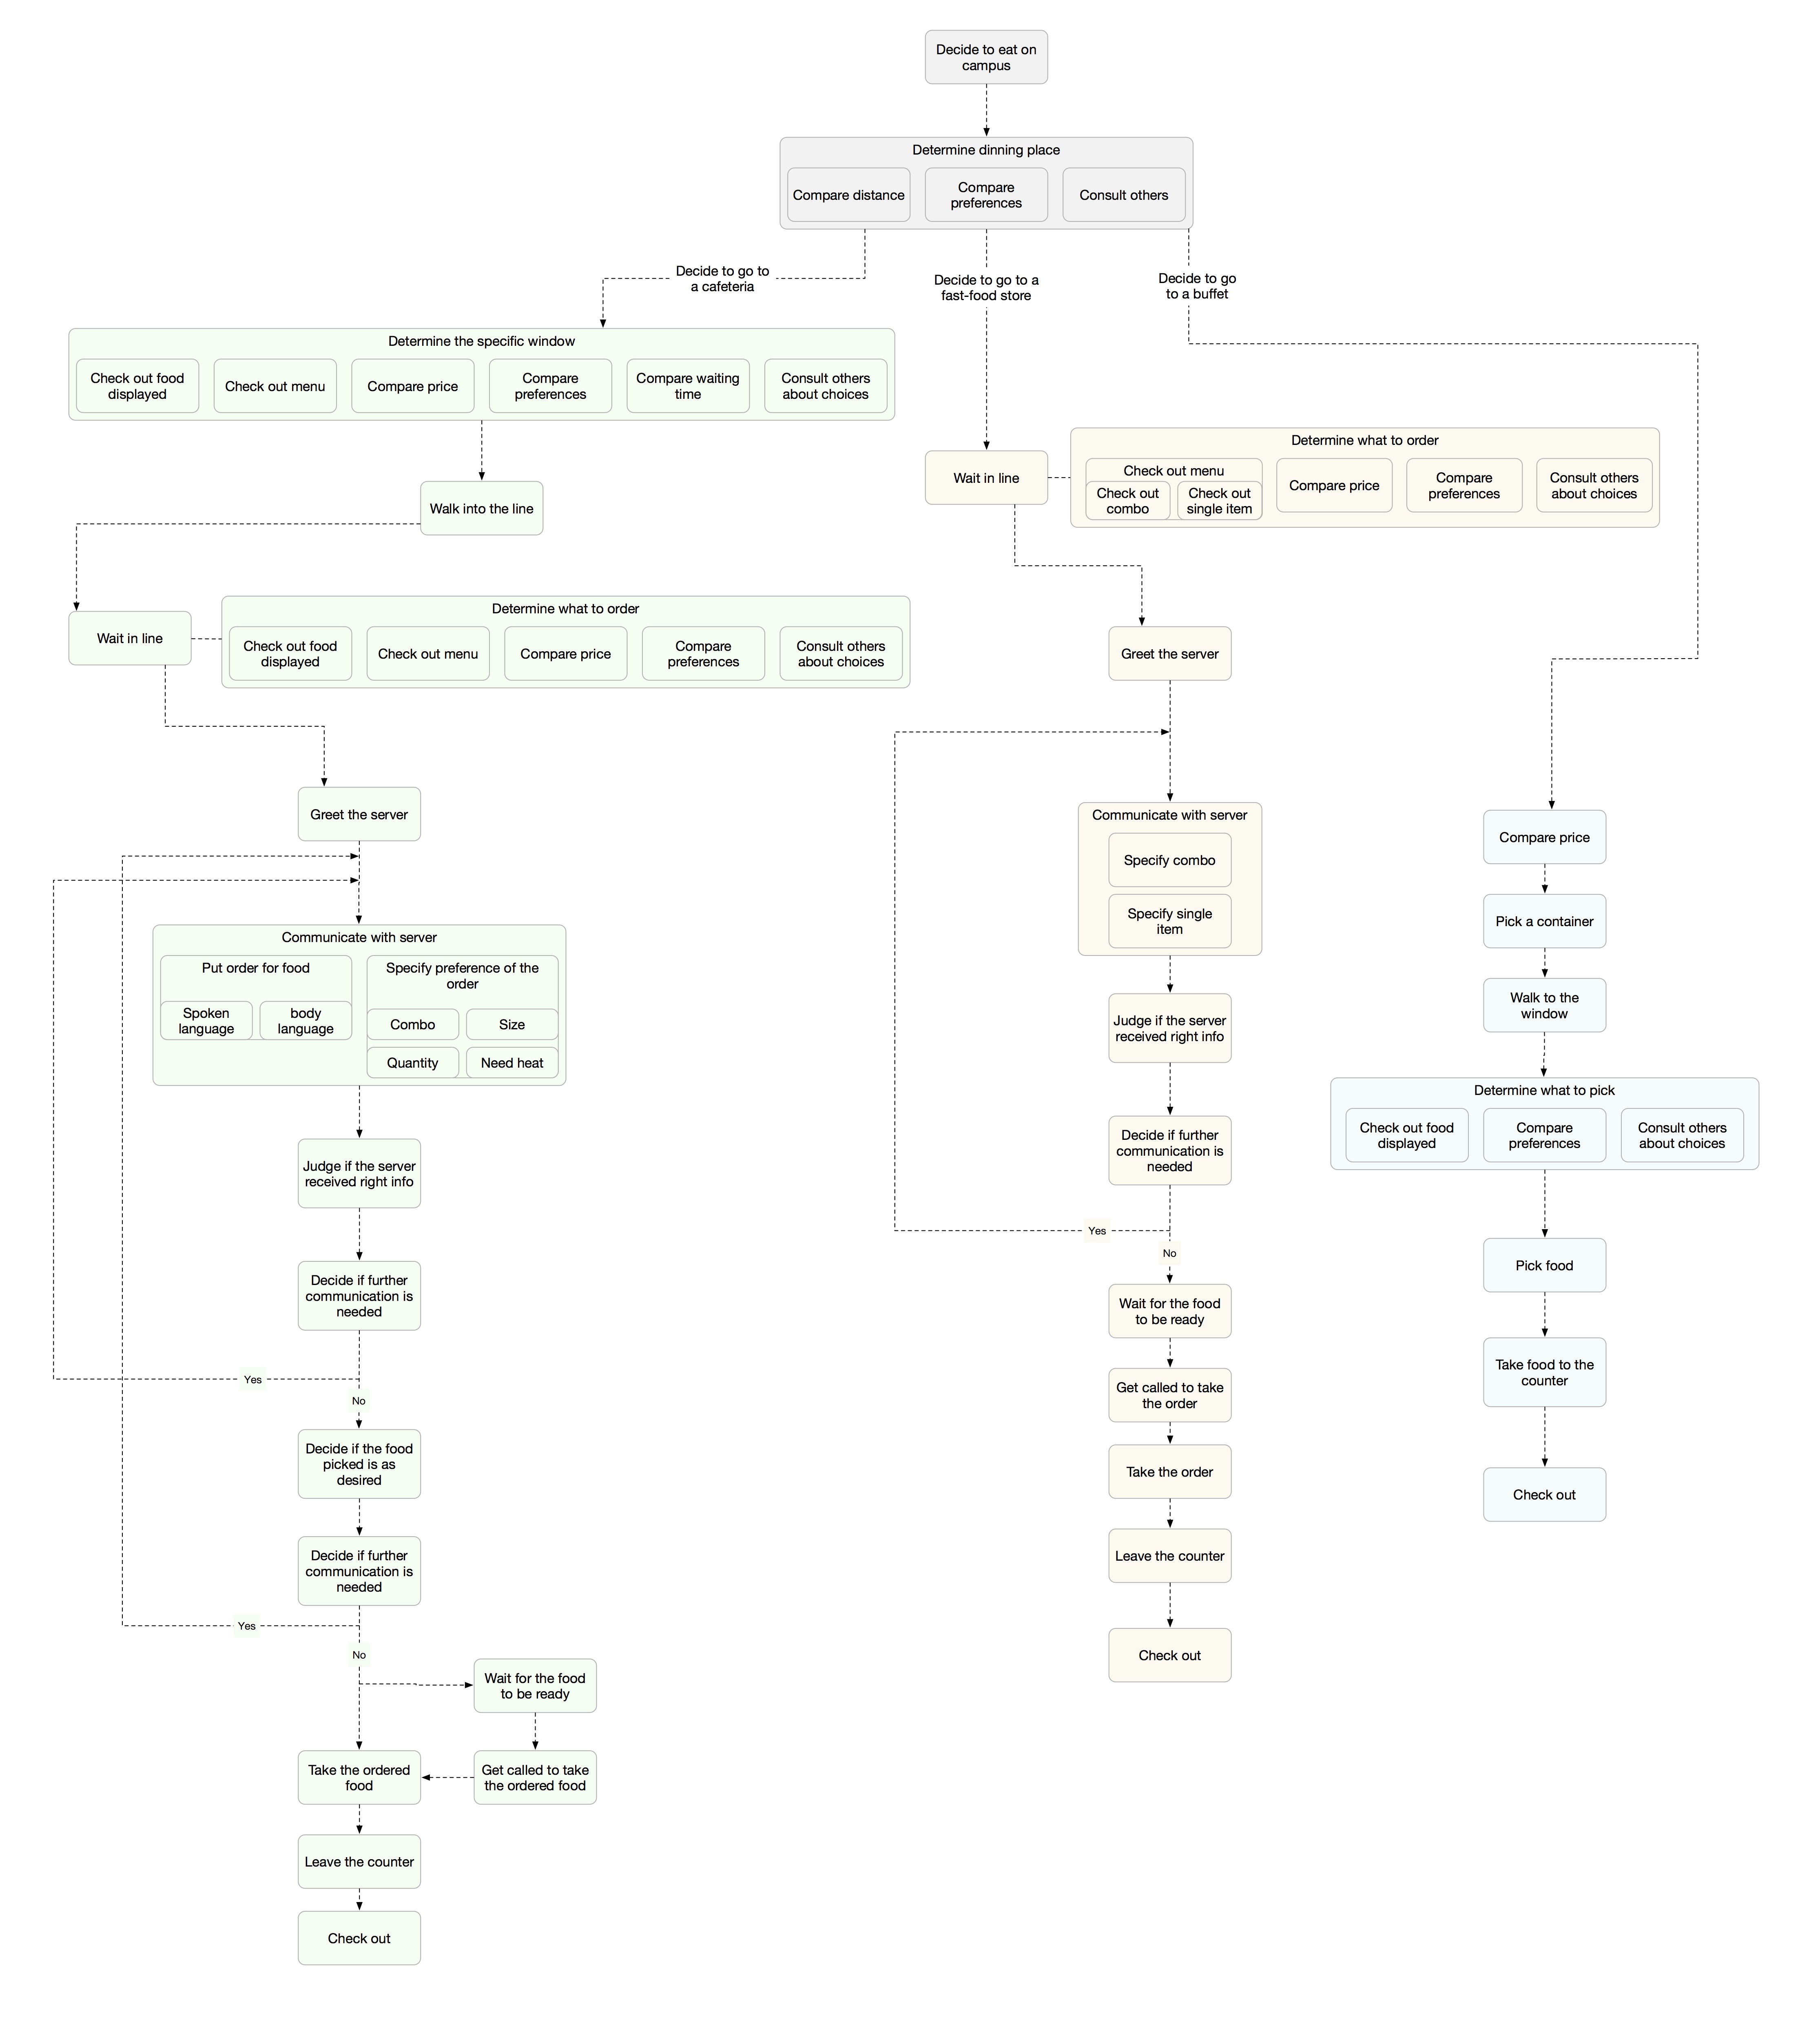 Decide to eat on
campus
Determine dinning place
Compare distance
Compare
preferences
Consult others
Decide to go to
a cafeteria
Decide to go to a
fast-food store
Decide to go
to a buffet
Determine the specific window
Check out food
displayed
Check out menu
Compare price
Compare
preferences
Compare waiting
time
Consult others
about choices
Walk into the line
Wait in line
Determine what to order
Check out food
displayed
Check out menu
Compare price
Compare
preferences
Consult others
about choices
Greet the server
Communicate with server
Put order for food
Spoken
language
body
language
Specify preference of the
order
Combo
Size
Quantity
Need heat
Judge if the server
received right info
Decide if further
communication is
needed
Yes
No
Decide if the food
picked is as
desired
Decide if further
communication is
needed
Yes
No
Wait for the food
to be ready
Get called to take
the ordered food
Take the ordered
food
Leave the counter
Check out
Wait in line
Determine what to order
Check out menu
Check out
combo
Check out
single item
Compare price
Compare
preferences
Consult others
about choices
Greet the server
Communicate with server
Specify combo
Specify single
item
Judge if the server
received right info
Decide if further
communication is
needed
Yes
No
Wait for the food
to be ready
Get called to take
the order
Take the order
Leave the counter
Check out
Compare price
Pick a container
Walk to the
window
Determine what to pick
Check out food
displayed
Compare
preferences
Consult others
about choices
Pick food
Take food to the
counter
Check out